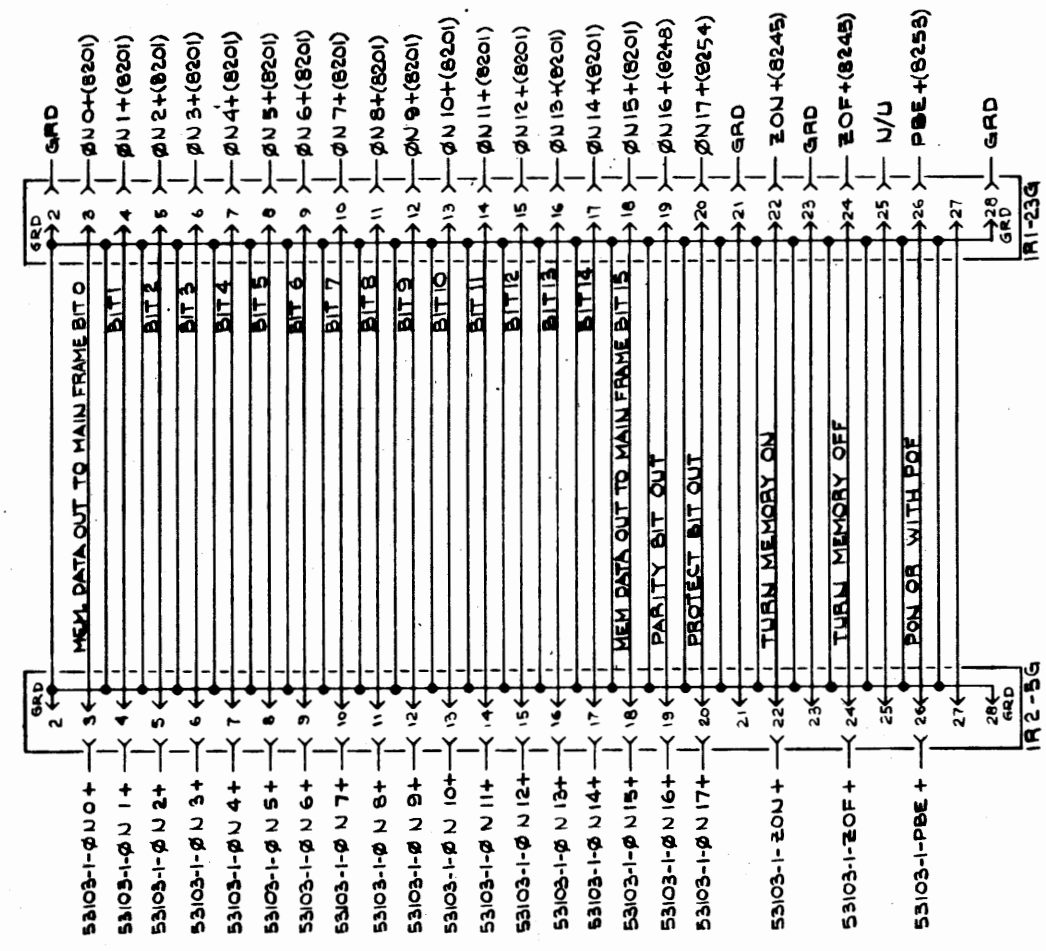 GRD GRD
2 2 GRD
53103-1-ØN0+ 3 MEM DATA OUT TO MAIN FRAME BIT 0 3 ØN0+(8201)
53103-1-ØN1+ 4 BIT 1 4 ØN1+(8201)
53103-1-ØN2+ 5 BIT 2 5 ØN2+(8201)
53103-1-ØN3+ 6 BIT 3 6 ØN3+(8201)
53103-1-ØN4+ 7 BIT 4 7 ØN4+(8201)
53103-1-ØN5+ 8 BIT 5 8 ØN5+(8201)
53103-1-ØN6+ 9 BIT 6 9 ØN6+(8201)
53103-1-ØN7+ 10 BIT 7 10 ØN7+(8201)
53103-1-ØN8+ 11 BIT 8 11 ØN8+(8201)
53103-1-ØN9+ 12 BIT 9 12 ØN9+(8201)
53103-1-ØN10+ 13 BIT 10 13 ØN10+(8201)
53103-1-ØN11+ 14 BIT 11 14 ØN11+(8201)
53103-1-ØN12+ 15 BIT 12 15 ØN12+(8201)
53103-1-ØN13+ 16 BIT 13 16 ØN13+(8201)
53103-1-ØN14+ 17 BIT 14 17 ØN14+(8201)
53103-1-ØN15+ 18 MEM DATA OUT TO MAIN FRAME BIT 15 18 ØN15+(8201)
53103-1-ØN16+ 19 PARITY BIT OUT 19 ØN16+(8248)
53103-1-ØN17+ 20 PROTECT BIT OUT 20 ØN17+(8254)
21 21 GRD
53103-1-ZON+ 22 TURN MEMORY ON 22 ZON+(8245)
23 23 GRD
53103-1-ZOF+ 24 TURN MEMORY OFF 24 ZOF+(8245)
25 25 N/U
53103-1-PBE+ 26 PON OR WITH POF 26 PBE+(8253)
27 27
28 28 GRD
GRD GRD
1R2-5G 1R1-23G